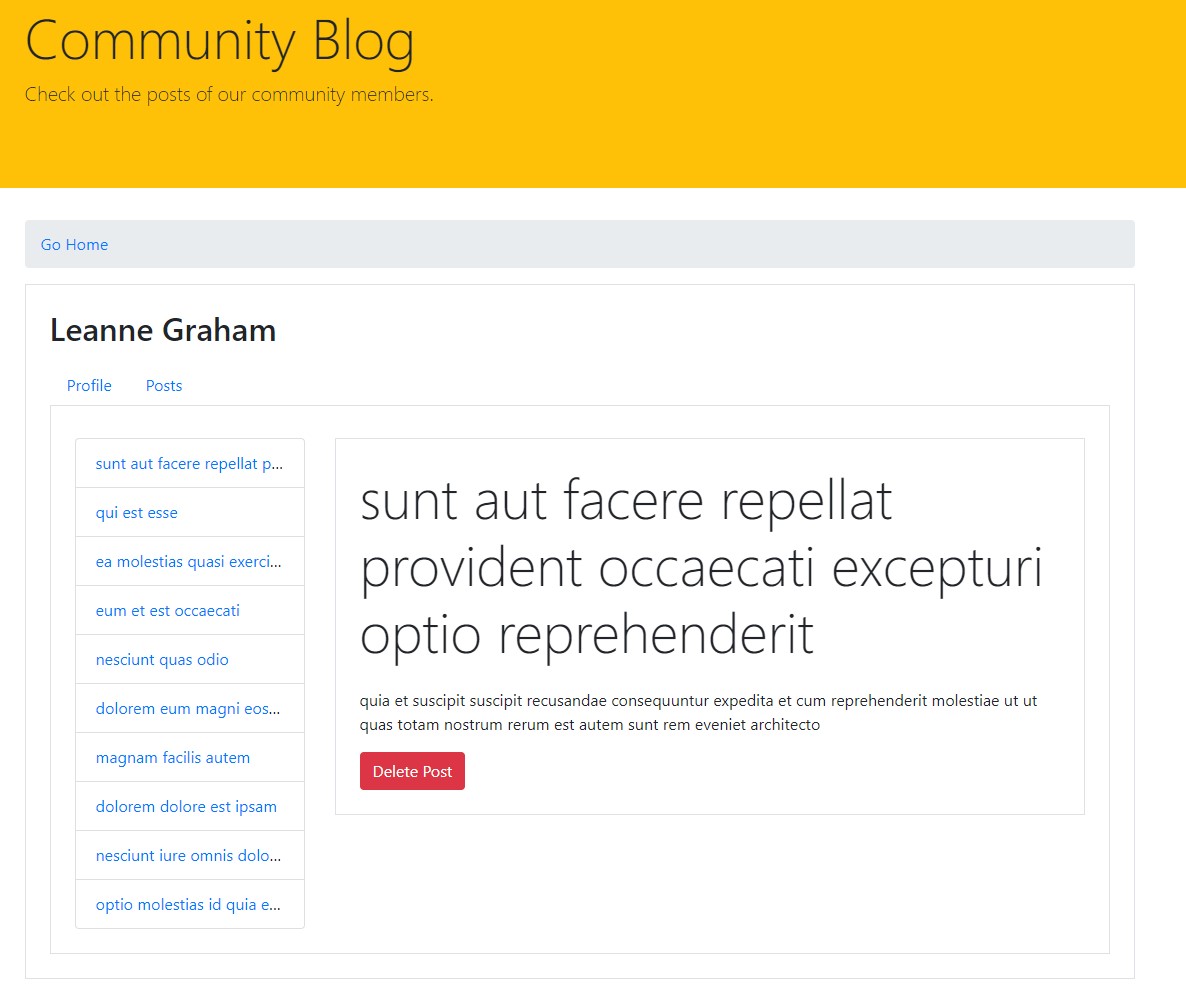 Community Blog
Check out the posts of our community members.
Go Home
Leanne Graham
Profile
Posts
sunt aut facere repellat p...
qui est esse
ea molestias quasi exerci...
eum et est occaecati
nesciunt quas odio
dolorem eum magni eos...
magnam facilis autem
dolorem dolore est ipsam
nesciunt iure omnis dolo...
optio molestias id quia e...
sunt aut facere repellat
provident occaecati excepturi
optio reprehenderit
quia et suscipit suscipit recusandae consequuntur expedita et cum reprehenderit molestiae ut ut
quas totam nostrum rerum est autem sunt rem eveniet architecto
Delete Post